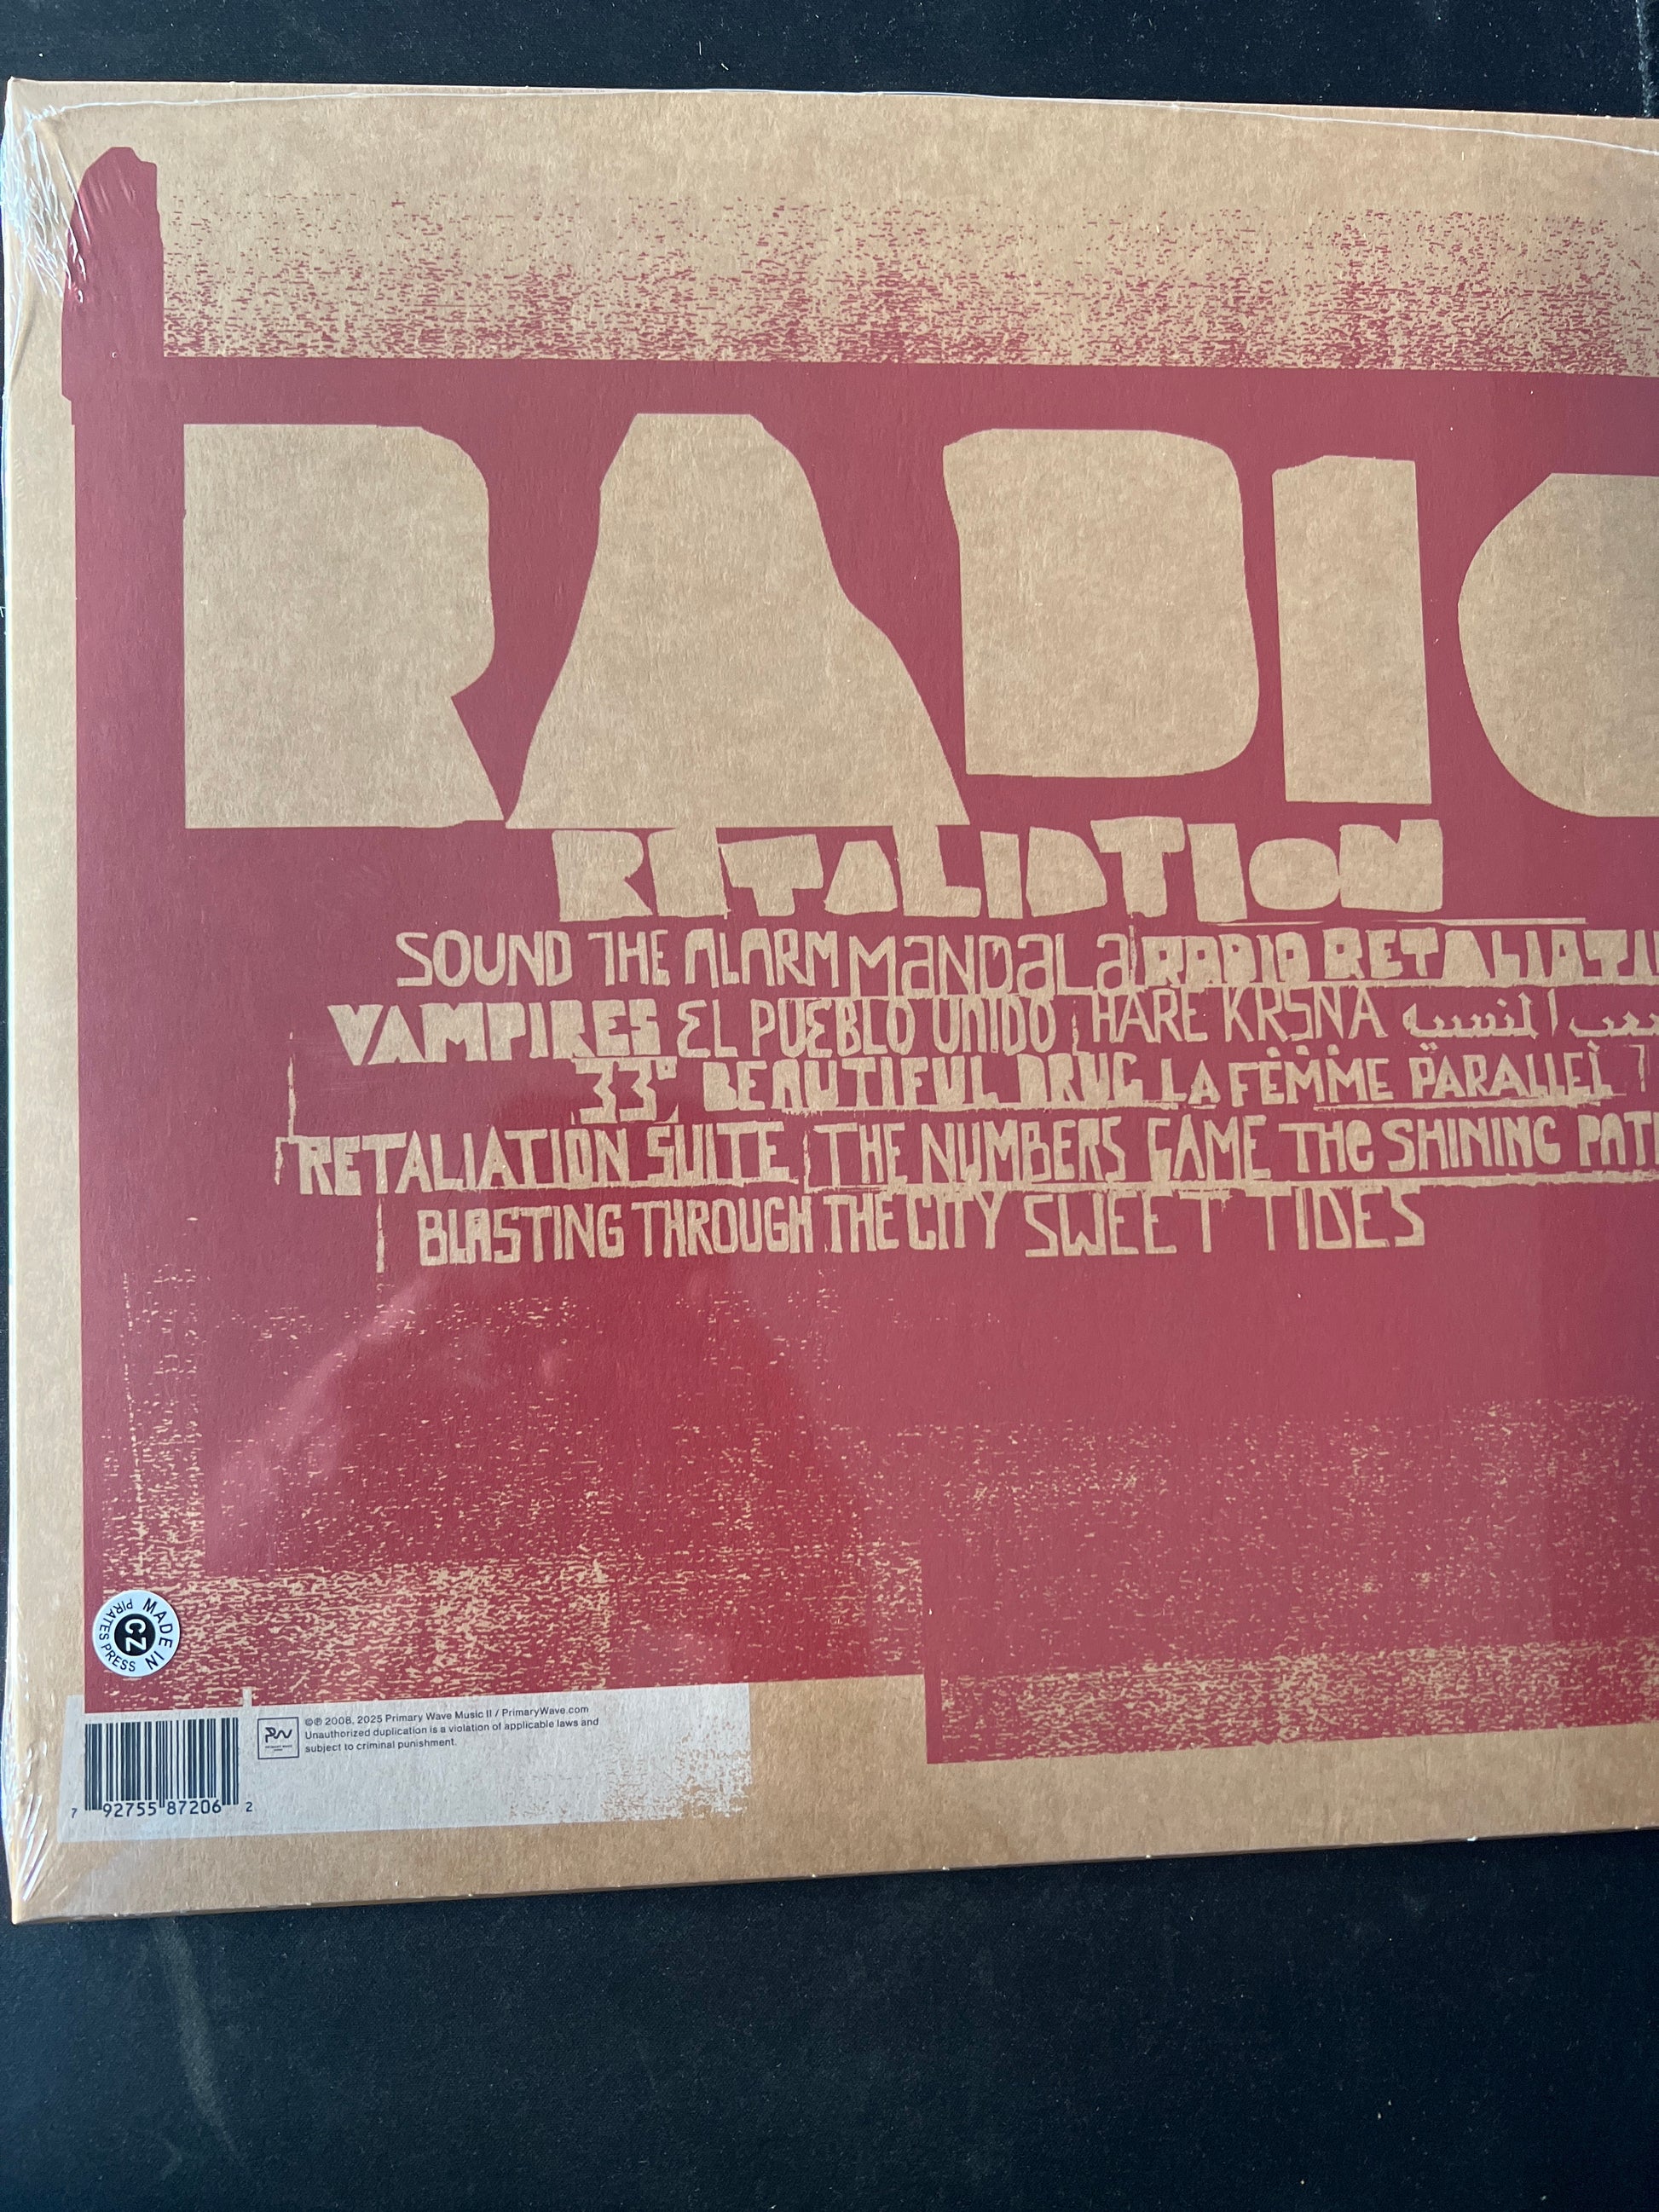 RADIO
RETALIATION
SOUND THE ALARM MANDALA RADIO RETALIATI
VAMPIRES EL PUEBLO UNIDO HARE KRSNA المنسيه
33° BEAUTIFUL DRUG LA FEMME PARALLEL
RETALIATION SUITE THE NUMBERS GAME THE SHINING PATH
BLASTING THROUGH THE CITY SWEET TIDES
MADE IN CZ PIRATES PRESS
PW
©℗ 2008, 2025 Primary Wave Music II / PrimaryWave.com
Unauthorized duplication is a violation of applicable laws and
subject to criminal punishment.
7 92755 87206 2